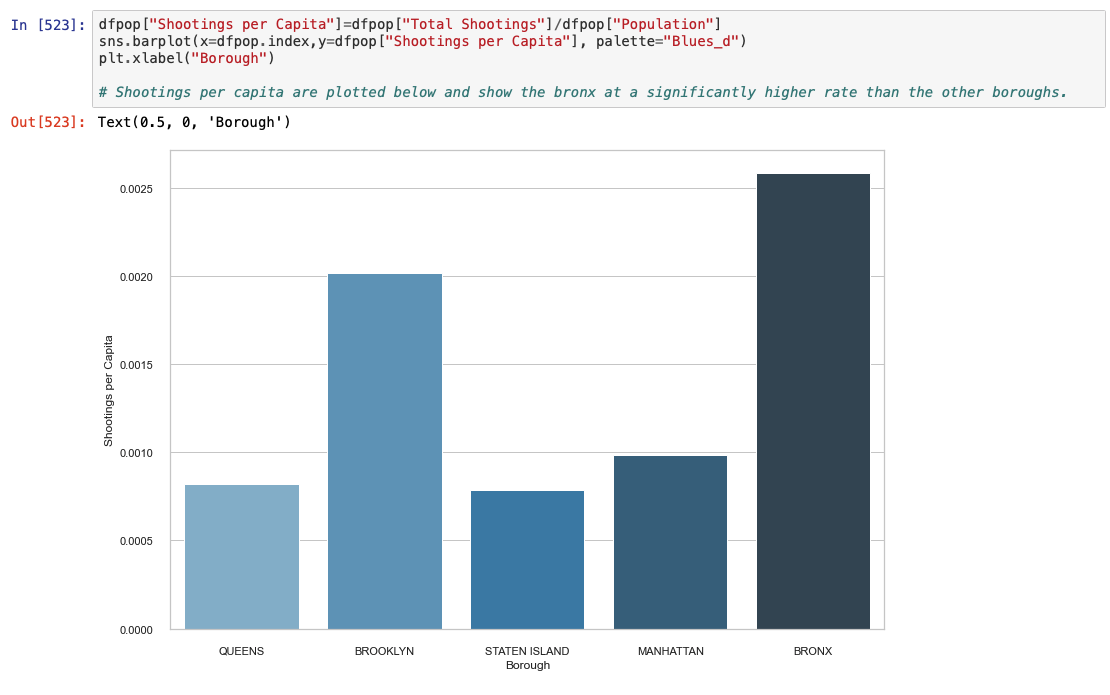 In [523]: dfpop["Shootings per Capita"]=dfpop["Total Shootings"]/dfpop["Population"]
sns.barplot(x=dfpop.index,y=dfpop["Shootings per Capita"], palette="Blues_d")
plt.xlabel("Borough")
# Shootings per capita are plotted below and show the bronx at a significantly higher rate than the other boroughs.
Out[523]: Text(0.5, 0, 'Borough')
Shootings per Capita
0.0025
0.0020
0.0015
0.0010
0.0005
0.0000
QUEENS BROOKLYN STATEN ISLAND MANHATTAN BRONX
Borough